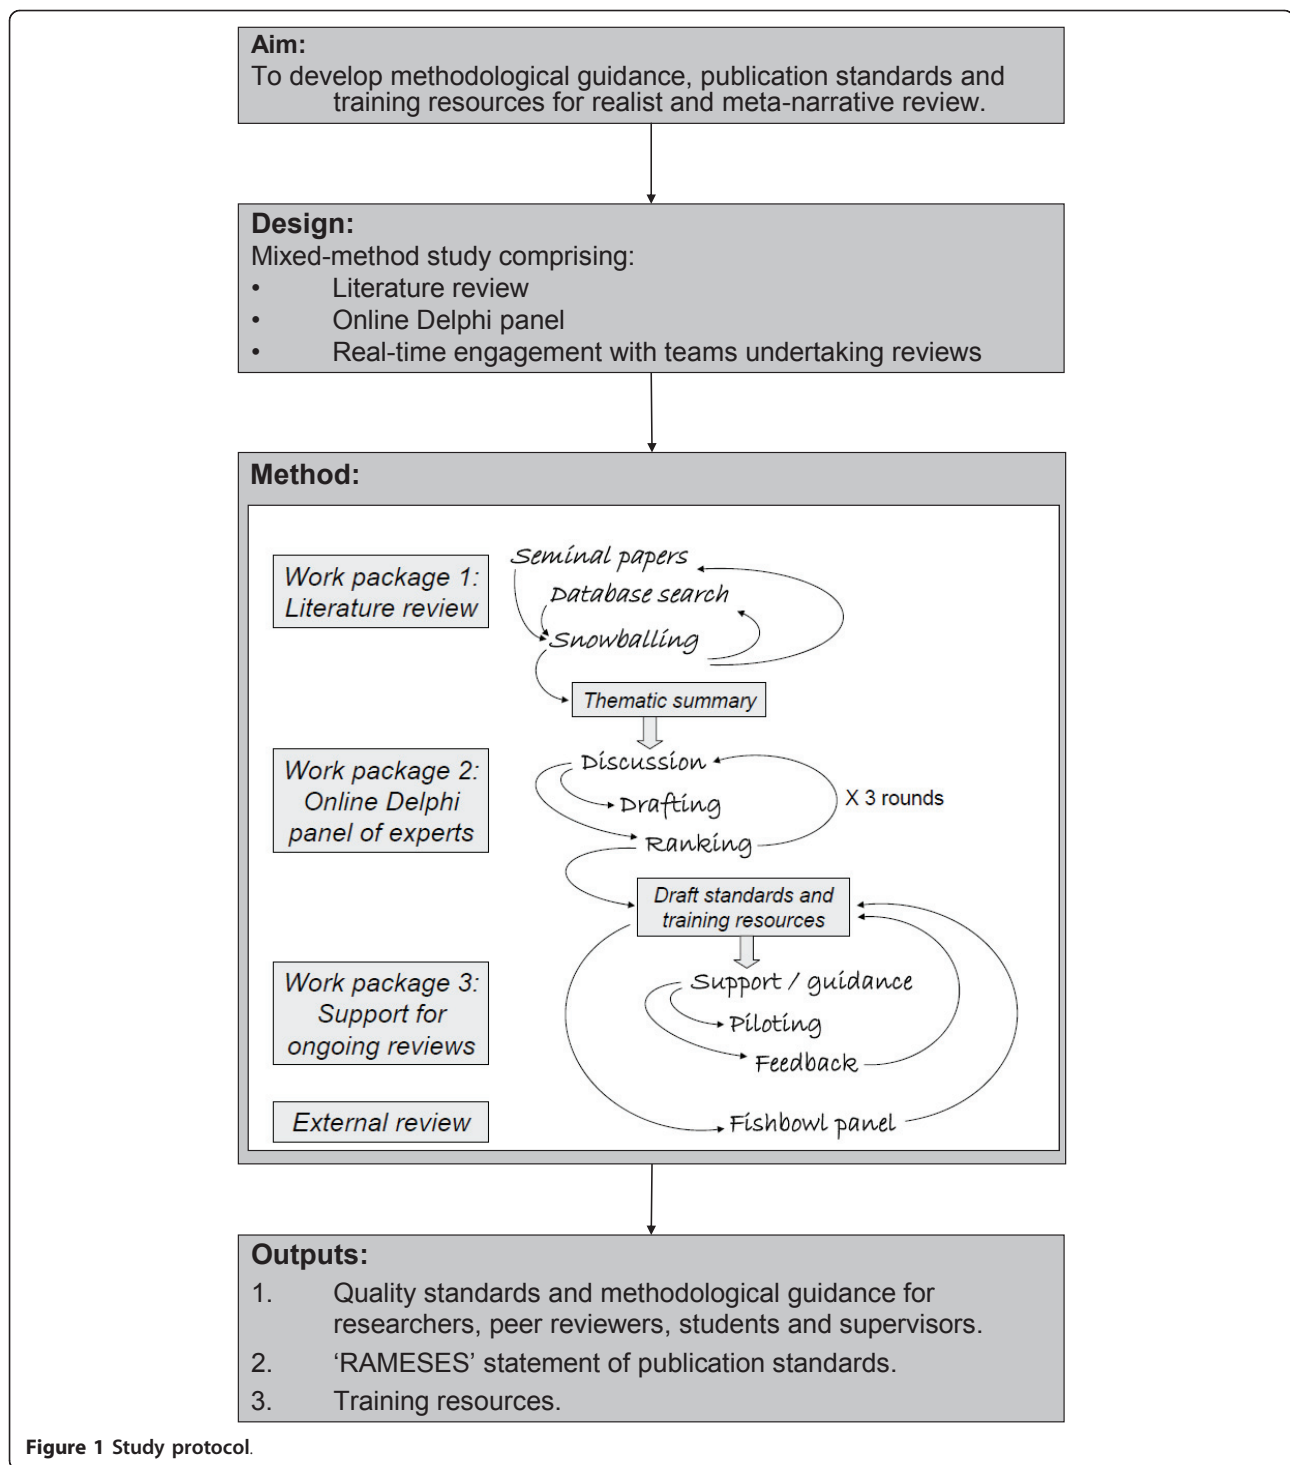 Aim:
To develop methodological guidance, publication standards and
training resources for realist and meta-narrative review.
Design:
Mixed-method study comprising:
• Literature review
• Online Delphi panel
• Real-time engagement with teams undertaking reviews
Method:
Work package 1:
Literature review
Seminal papers
Database search
Snowballing
Thematic summary
Work package 2:
Online Delphi
panel of experts
Discussion
Drafting
Ranking
X 3 rounds
Draft standards and
training resources
Work package 3:
Support for
ongoing reviews
Support / guidance
Piloting
Feedback
External review
Fishbowl panel
Outputs:
1. Quality standards and methodological guidance for
researchers, peer reviewers, students and supervisors.
2. ‘RAMESES’ statement of publication standards.
3. Training resources.
Figure 1 Study protocol.